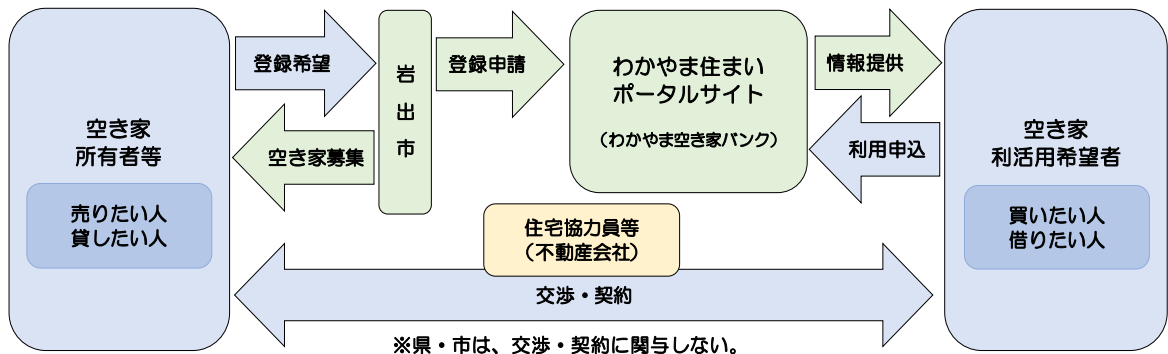 空き家
所有者等
売りたい人
貸したい人
登録希望
空き家募集
岩出市
登録申請
わかやま住まい
ポータルサイト
（わかやま空き家バンク）
情報提供
利用申込
空き家
利活用希望者
買いたい人
借りたい人
住宅協力員等
（不動産会社）
交渉・契約
※県・市は、交渉・契約に関与しない。